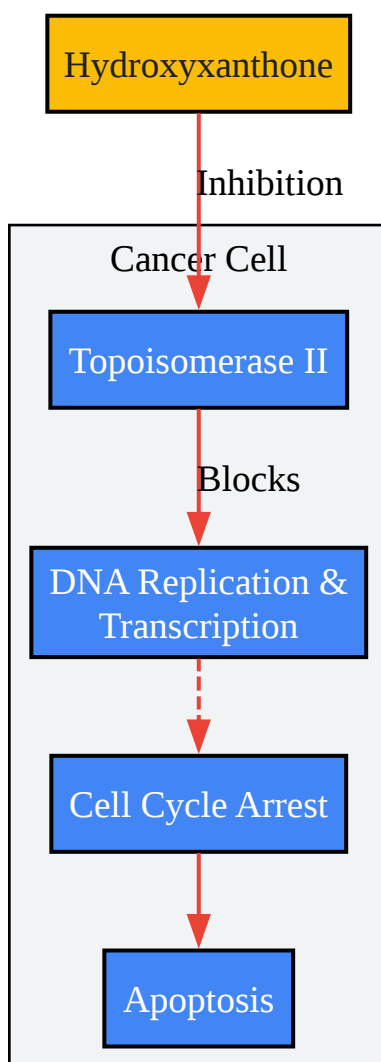 Hydroxyxanthone
Inhibition
Cancer Cell
Topoisomerase II
Blocks
DNA Replication &
Transcription
Cell Cycle Arrest
Apoptosis